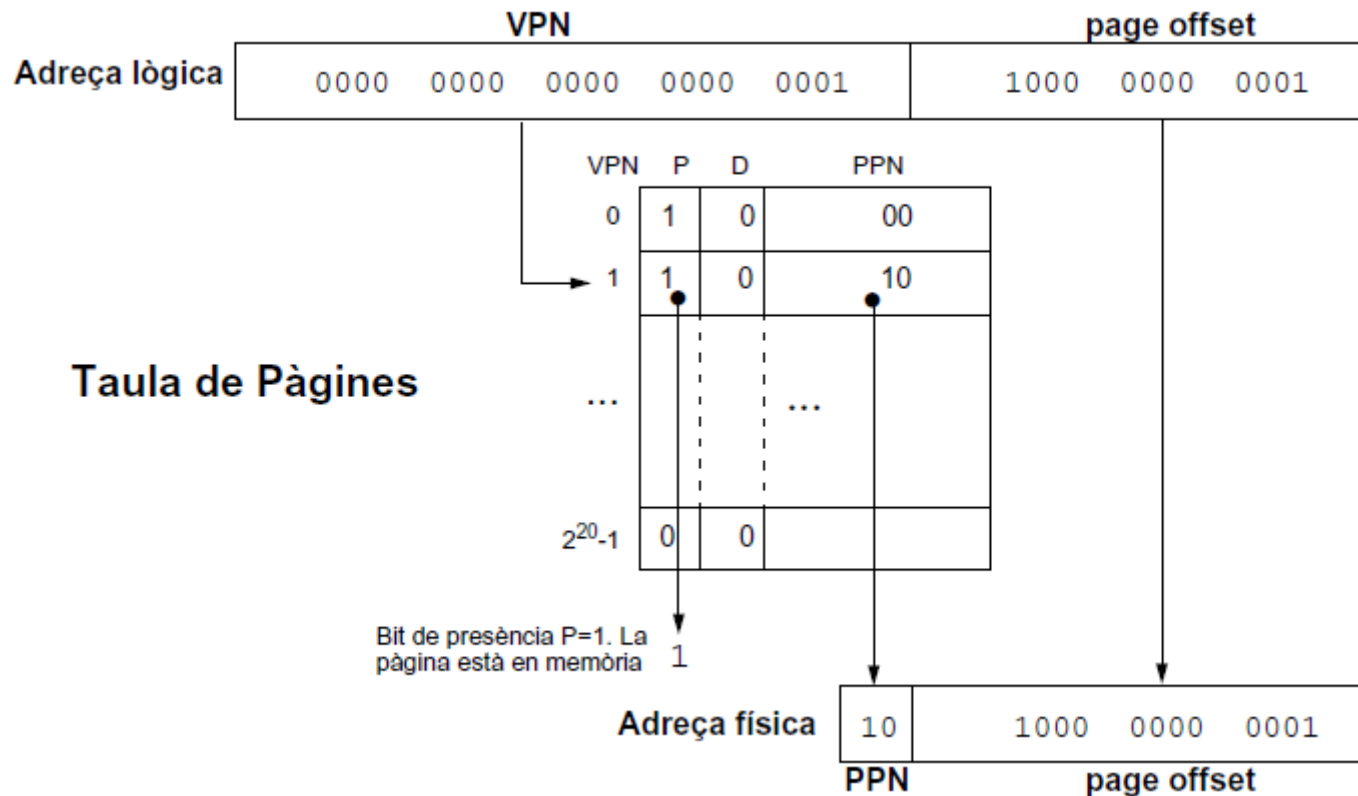 VPN page offset
Adreça lògica 0000 0000 0000 0000 0001 1000 0000 0001
VPN P D PPN
0 1 0 00
1 1 0 10
Taula de Pàgines
... ...
2²⁰-1 0 0
Bit de presència P=1. La
pàgina està en memòria 1
Adreça física 10 1000 0000 0001
PPN page offset